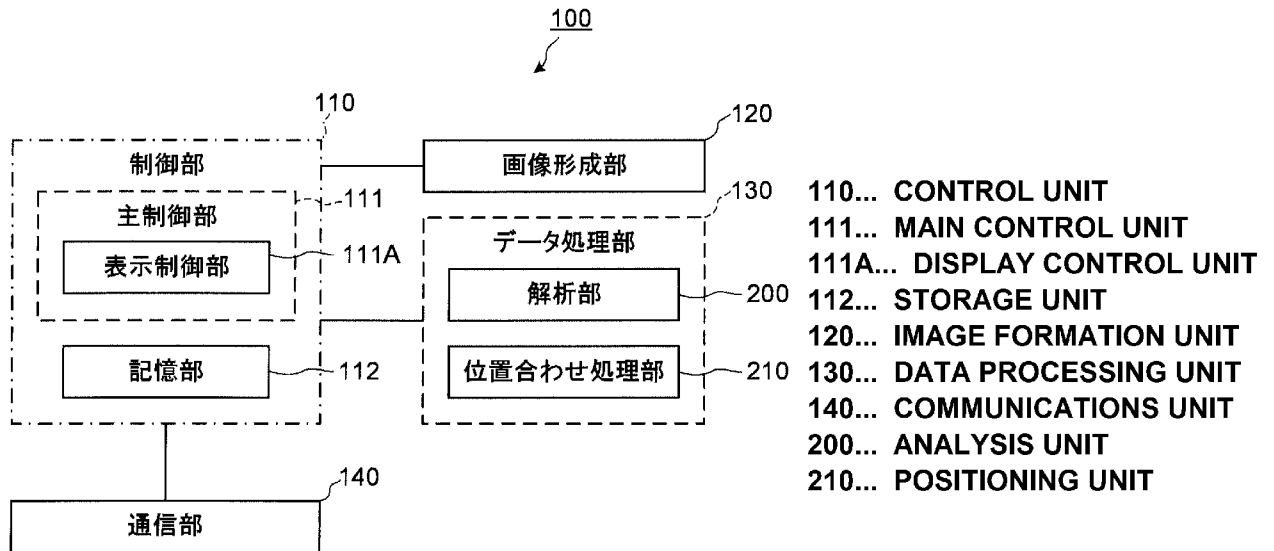 100
110
制御部
111
主制御部
表示制御部
111A
記憶部
112
120
画像形成部
130
データ処理部
解析部
200
位置合わせ処理部
210
140
通信部
110... CONTROL UNIT
111... MAIN CONTROL UNIT
111A... DISPLAY CONTROL UNIT
112... STORAGE UNIT
120... IMAGE FORMATION UNIT
130... DATA PROCESSING UNIT
140... COMMUNICATIONS UNIT
200... ANALYSIS UNIT
210... POSITIONING UNIT